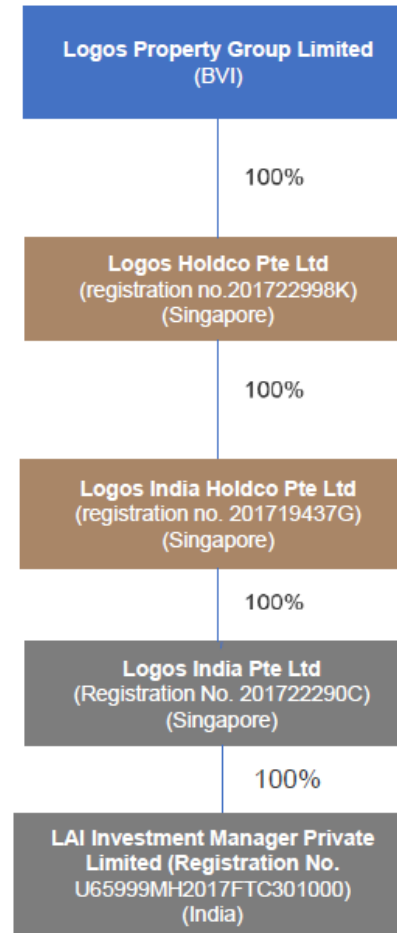 Logos Property Group Limited
(BVI)
100%
Logos Holdco Pte Ltd
(registration no.201722998K)
(Singapore)
100%
Logos India Holdco Pte Ltd
(registration no. 201719437G)
(Singapore)
100%
Logos India Pte Ltd
(Registration No. 201722290C)
(Singapore)
100%
LAI Investment Manager Private
Limited (Registration No.
U65999MH2017FTC301000)
(India)